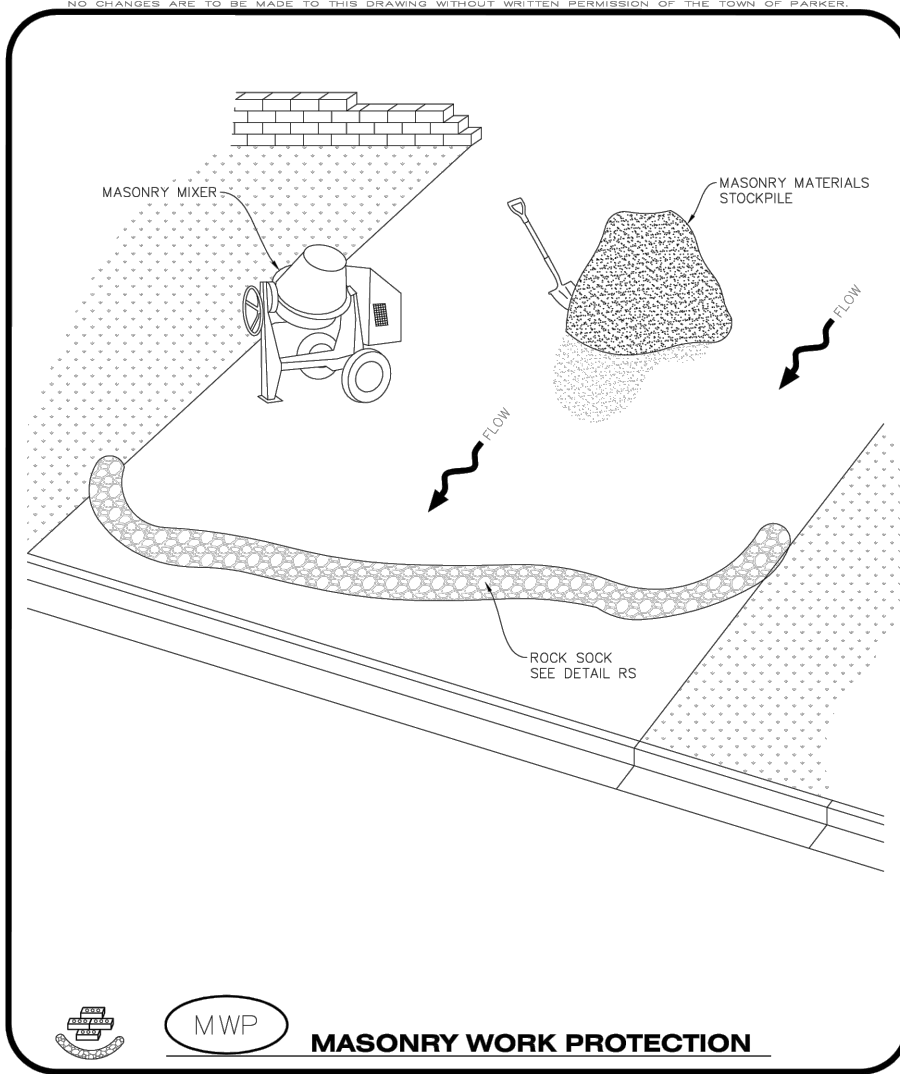 NO CHANGES ARE TO BE MADE TO THIS DRAWING WITHOUT WRITTEN PERMISSION OF THE TOWN OF PARKER.
MASONRY MIXER
MASONRY MATERIALS
STOCKPILE
FLOW
FLOW
ROCK SOCK
SEE DETAIL RS
MWP
MASONRY WORK PROTECTION